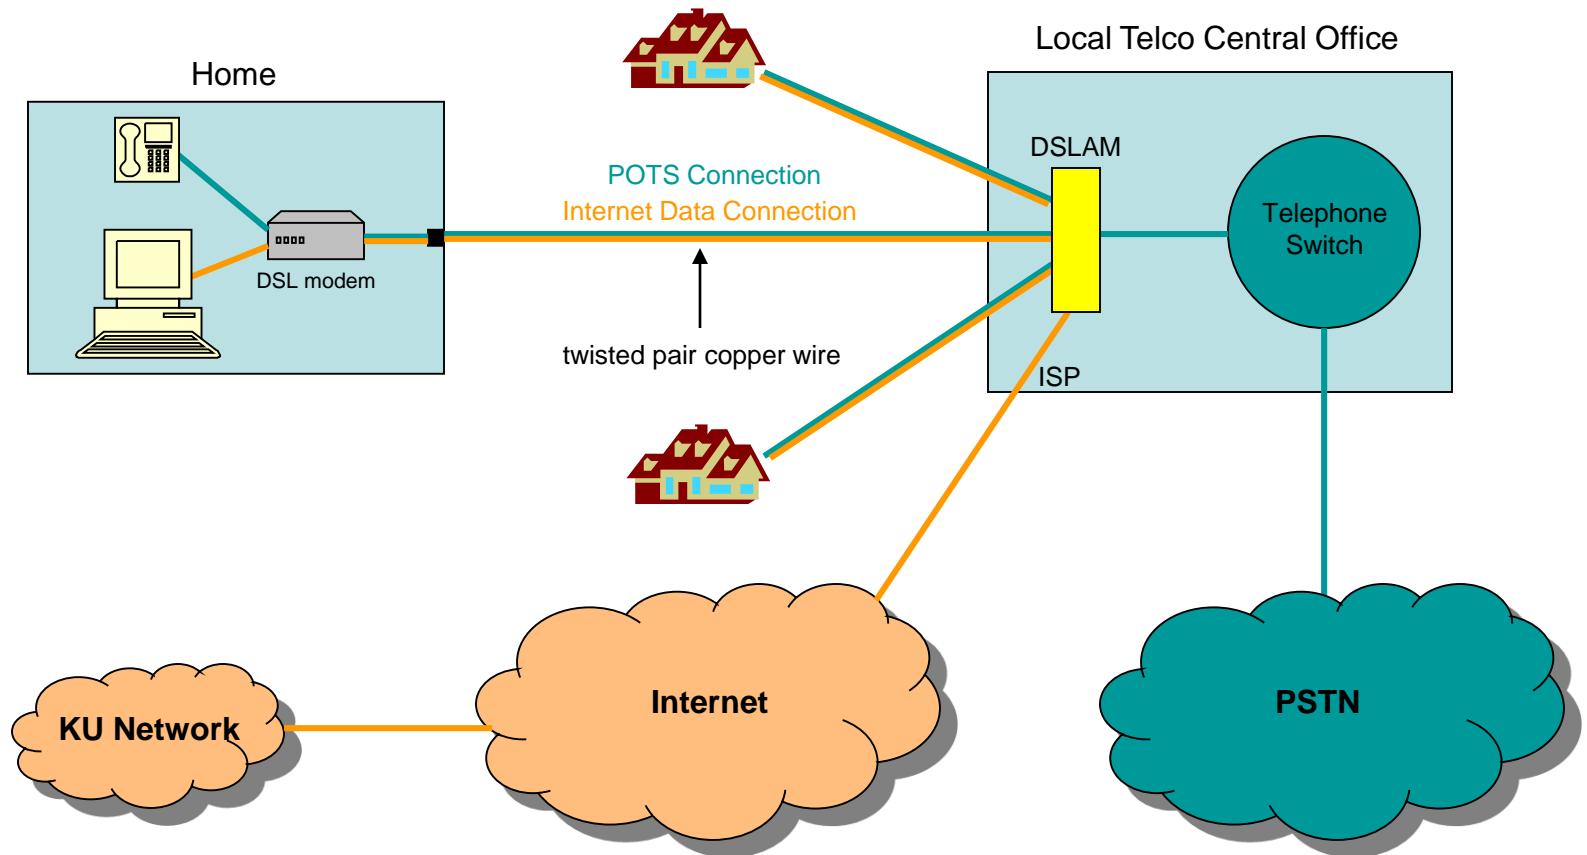 Local Telco Central Office
Home
DSLAM
POTS Connection
Internet Data Connection
Telephone
Switch
DSL modem
twisted pair copper wire
ISP
Internet
PSTN
KU Network